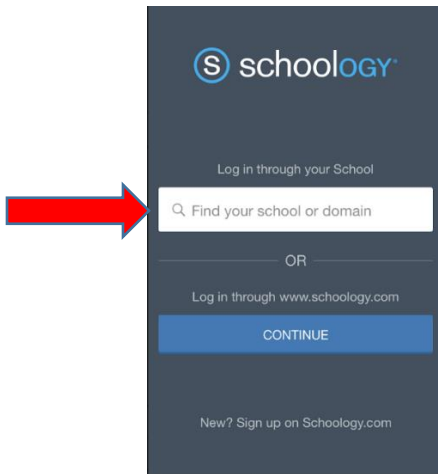 S schoology
Log in through your School
Find your school or domain
OR
Log in through www.schoology.com
CONTINUE
New? Sign up on Schoology.com